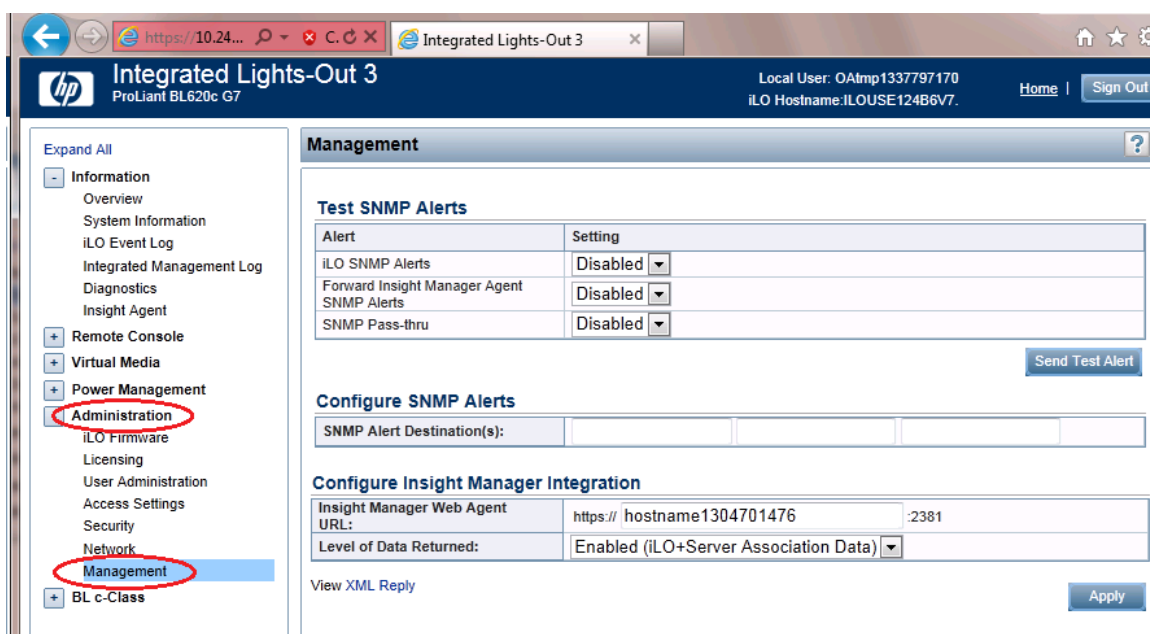 https://10.24... C. Integrated Lights-Out 3
hp
Integrated Lights-Out 3
ProLiant BL620c G7
Local User: OAtmp1337797170
iLO Hostname:ILOUSE124B6V7.
Home | Sign Out
Expand All
- Information
Overview
System Information
iLO Event Log
Integrated Management Log
Diagnostics
Insight Agent
+ Remote Console
+ Virtual Media
+ Power Management
Administration
iLO Firmware
Licensing
User Administration
Access Settings
Security
Network
Management
+ BL c-Class
Management ?
Test SNMP Alerts
Alert Setting
iLO SNMP Alerts Disabled
Forward Insight Manager Agent
SNMP Alerts Disabled
SNMP Pass-thru Disabled
Send Test Alert
Configure SNMP Alerts
SNMP Alert Destination(s):
Configure Insight Manager Integration
Insight Manager Web Agent
URL: https:// hostname1304701476 :2381
Level of Data Returned: Enabled (iLO+Server Association Data)
View XML Reply
Apply